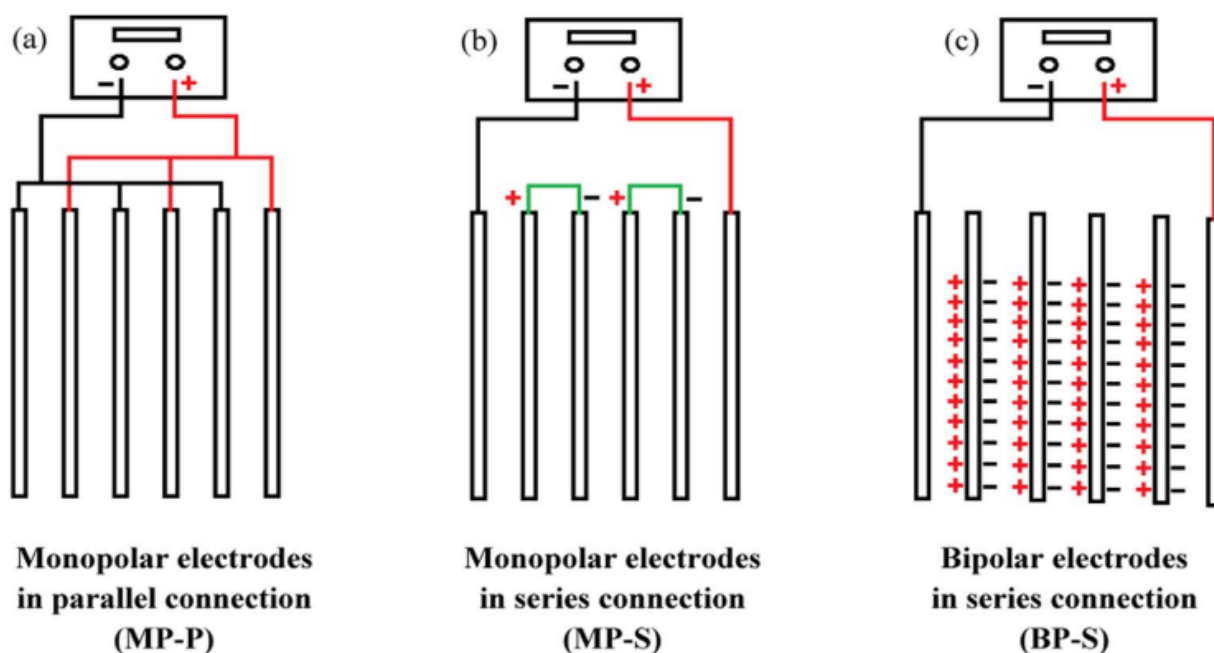 (a)
− +
(b)
− +
+ − + −
(c)
− +
+ − + − + − + −
+ − + − + − + −
+ − + − + − + −
+ − + − + − + −
+ − + − + − + −
+ − + − + − + −
+ − + − + − + −
+ − + − + − + −
+ − + − + − + −
+ − + − + − + −
+ − + − + − + −
Monopolar electrodes
in parallel connection
(MP-P)
Monopolar electrodes
in series connection
(MP-S)
Bipolar electrodes
in series connection
(BP-S)